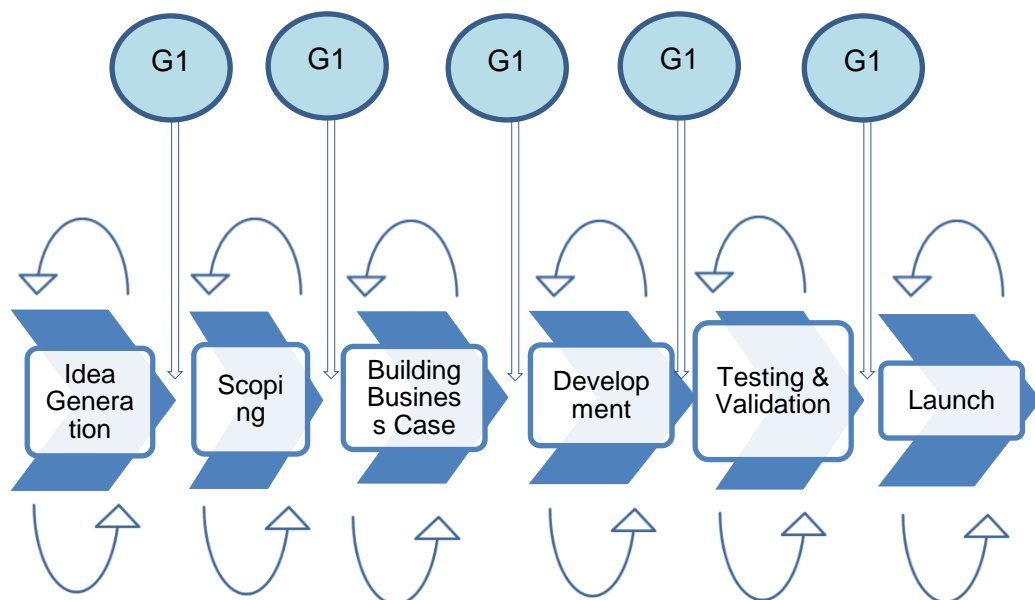 G1
G1
G1
G1
G1
Idea
Genera
tion
Scopi
ng
Building
Busines
s Case
Develop
ment
Testing &
Validation
Launch